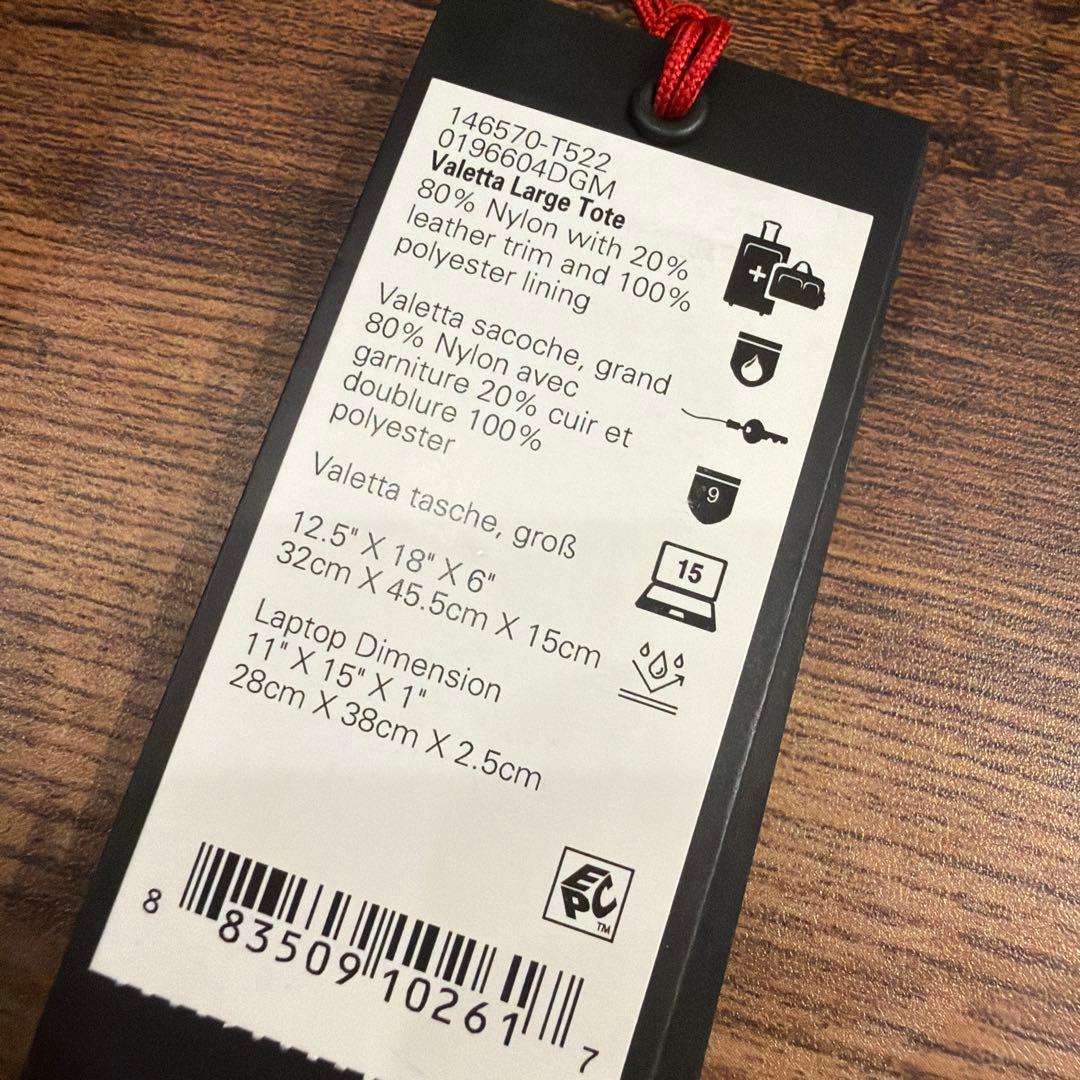 146570-T522
0196604DGM
Valetta Large Tote
80% Nylon with 20%
leather trim and 100%
polyester lining
Valetta sacoche, grand
80% Nylon avec
garniture 20% cuir et
doublure 100%
polyester
Valetta tasche, groß
12.5" X 18" X 6"
32cm X 45.5cm X 15cm
Laptop Dimension
11" X 15" X 1"
28cm X 38cm X 2.5cm
9
15
EPC
TM
8 83509 10261 7